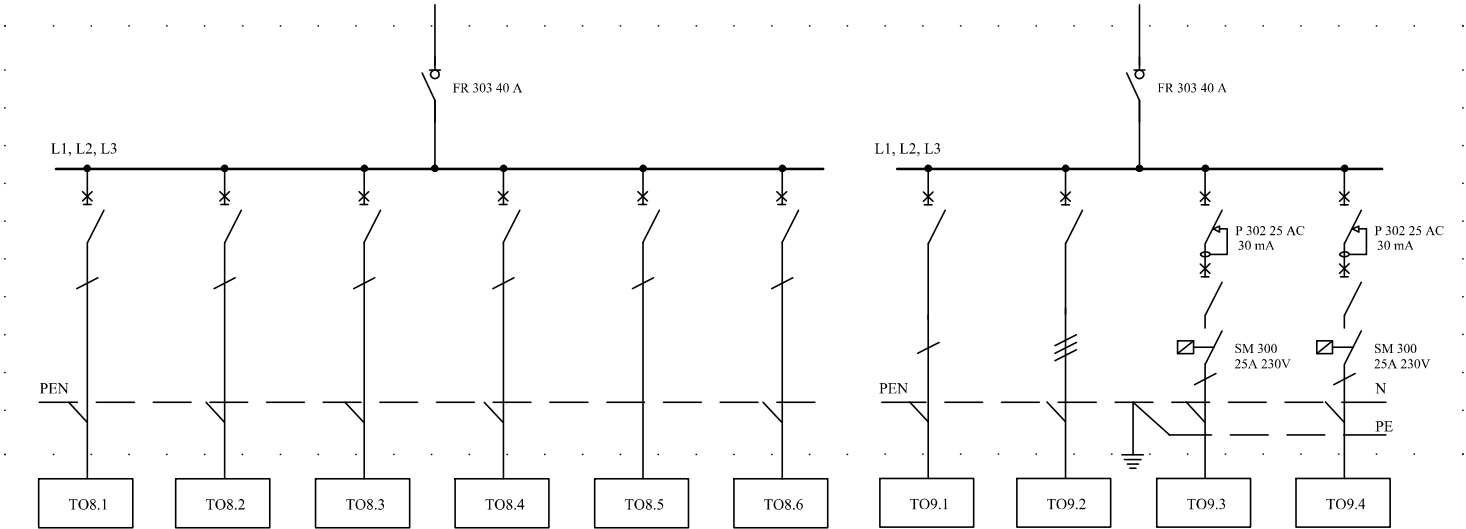 FR 303 40 A
FR 303 40 A
L1, L2, L3
L1, L2, L3
P 302 25 AC
30 mA
P 302 25 AC
30 mA
SM 300
25A 230V
SM 300
25A 230V
PEN
PEN
N
PE
TO8.1
TO8.2
TO8.3
TO8.4
TO8.5
TO8.6
TO9.1
TO9.2
TO9.3
TO9.4